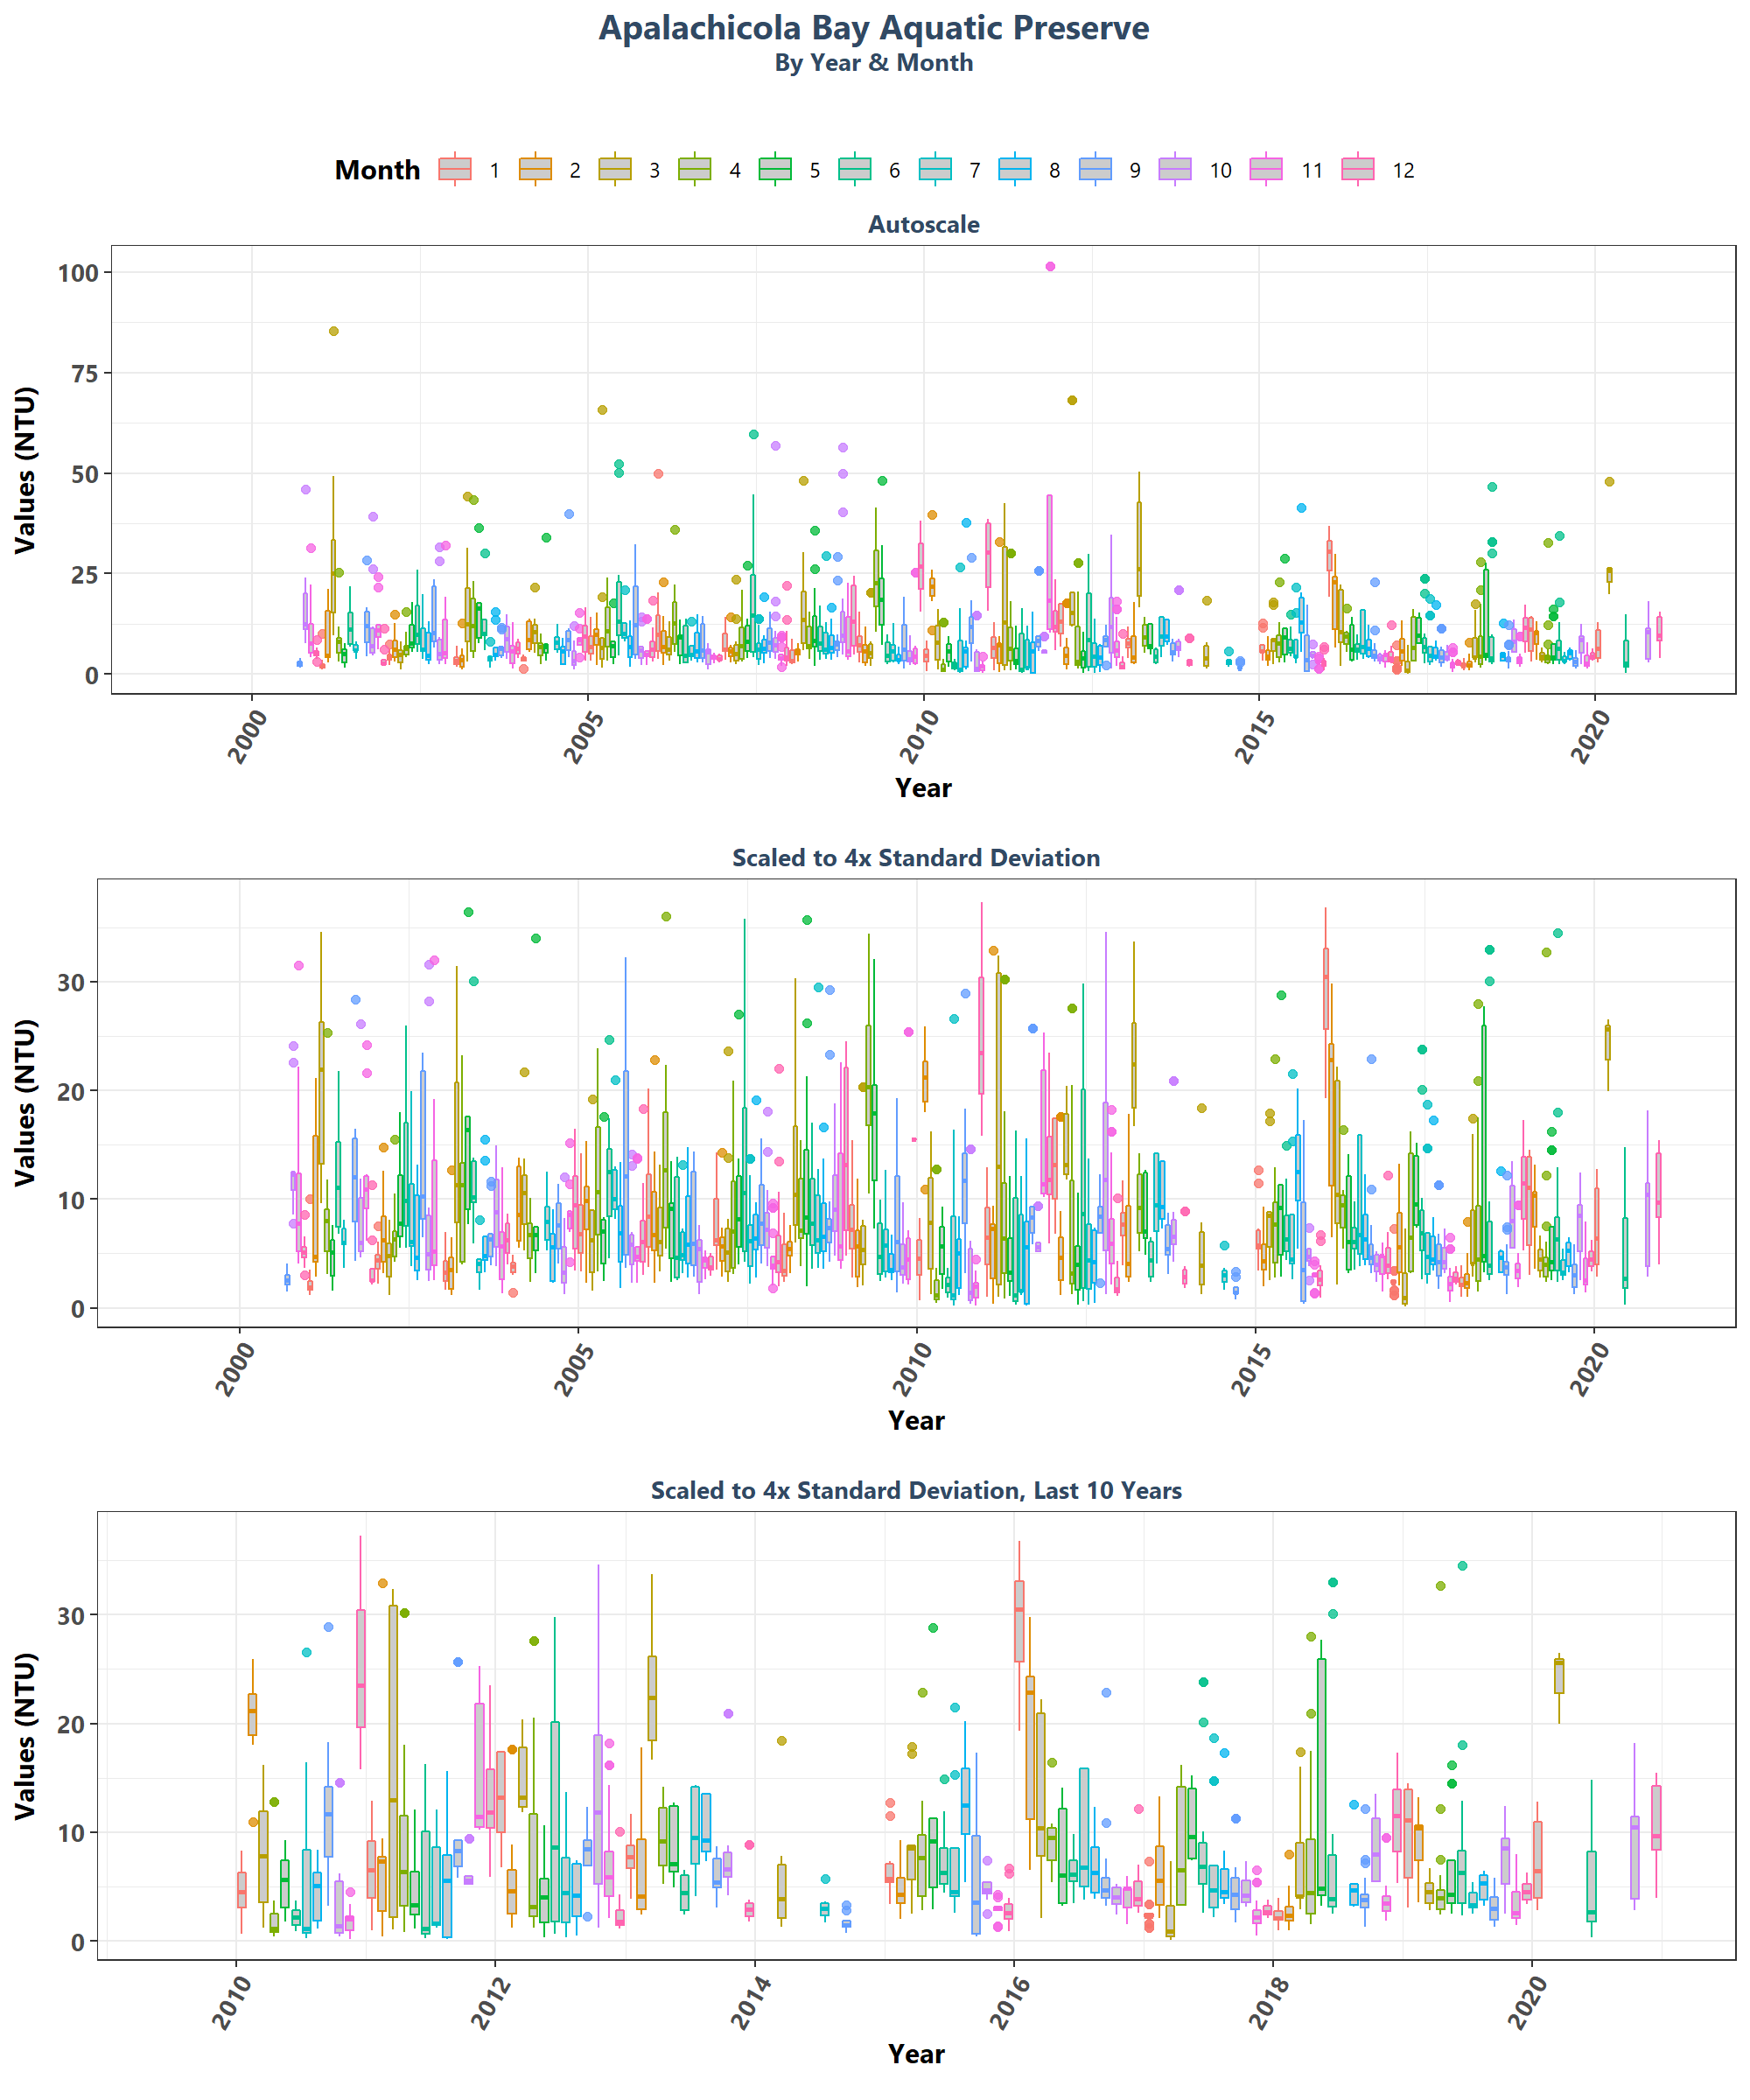 Apalachicola Bay Aquatic Preserve
By Year & Month
Month 1 2 3 4 5 6 7 8 9 10 11 12
Autoscale
Values (NTU)
100
75
50
25
0
2000 2005 2010 2015 2020
Year
Scaled to 4x Standard Deviation
Values (NTU)
30
20
10
0
2000 2005 2010 2015 2020
Year
Scaled to 4x Standard Deviation, Last 10 Years
Values (NTU)
30
20
10
0
2010 2012 2014 2016 2018 2020
Year